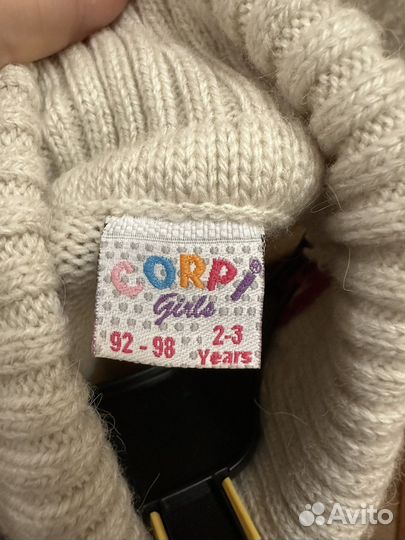 CORPI
Girls
92 - 98
2-3
Years
Avito